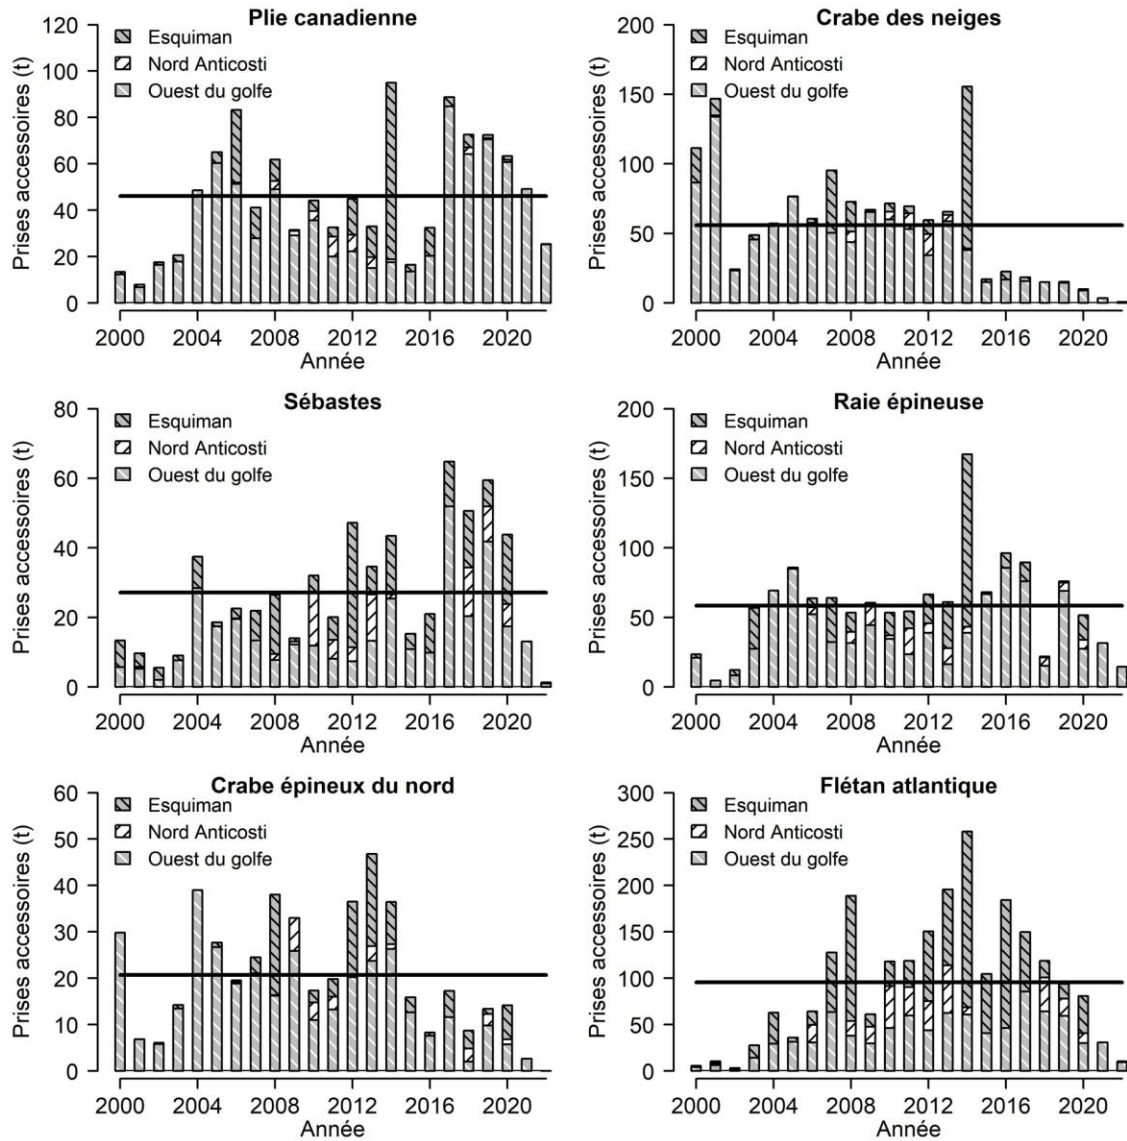 Plie canadienne
120
100
80
60
40
20
0
Prises accessoires (t)
Esquiman
Nord Anticosti
Ouest du golfe
2000 2004 2008 2012 2016 2020
Année
Crabe des neiges
200
150
100
50
0
Prises accessoires (t)
Esquiman
Nord Anticosti
Ouest du golfe
2000 2004 2008 2012 2016 2020
Année
Sébastes
80
60
40
20
0
Prises accessoires (t)
Esquiman
Nord Anticosti
Ouest du golfe
2000 2004 2008 2012 2016 2020
Année
Raie épineuse
200
150
100
50
0
Prises accessoires (t)
Esquiman
Nord Anticosti
Ouest du golfe
2000 2004 2008 2012 2016 2020
Année
Crabe épineux du nord
60
50
40
30
20
10
0
Prises accessoires (t)
Esquiman
Nord Anticosti
Ouest du golfe
2000 2004 2008 2012 2016 2020
Année
Flétan atlantique
300
250
200
150
100
50
0
Prises accessoires (t)
Esquiman
Nord Anticosti
Ouest du golfe
2000 2004 2008 2012 2016 2020
Année